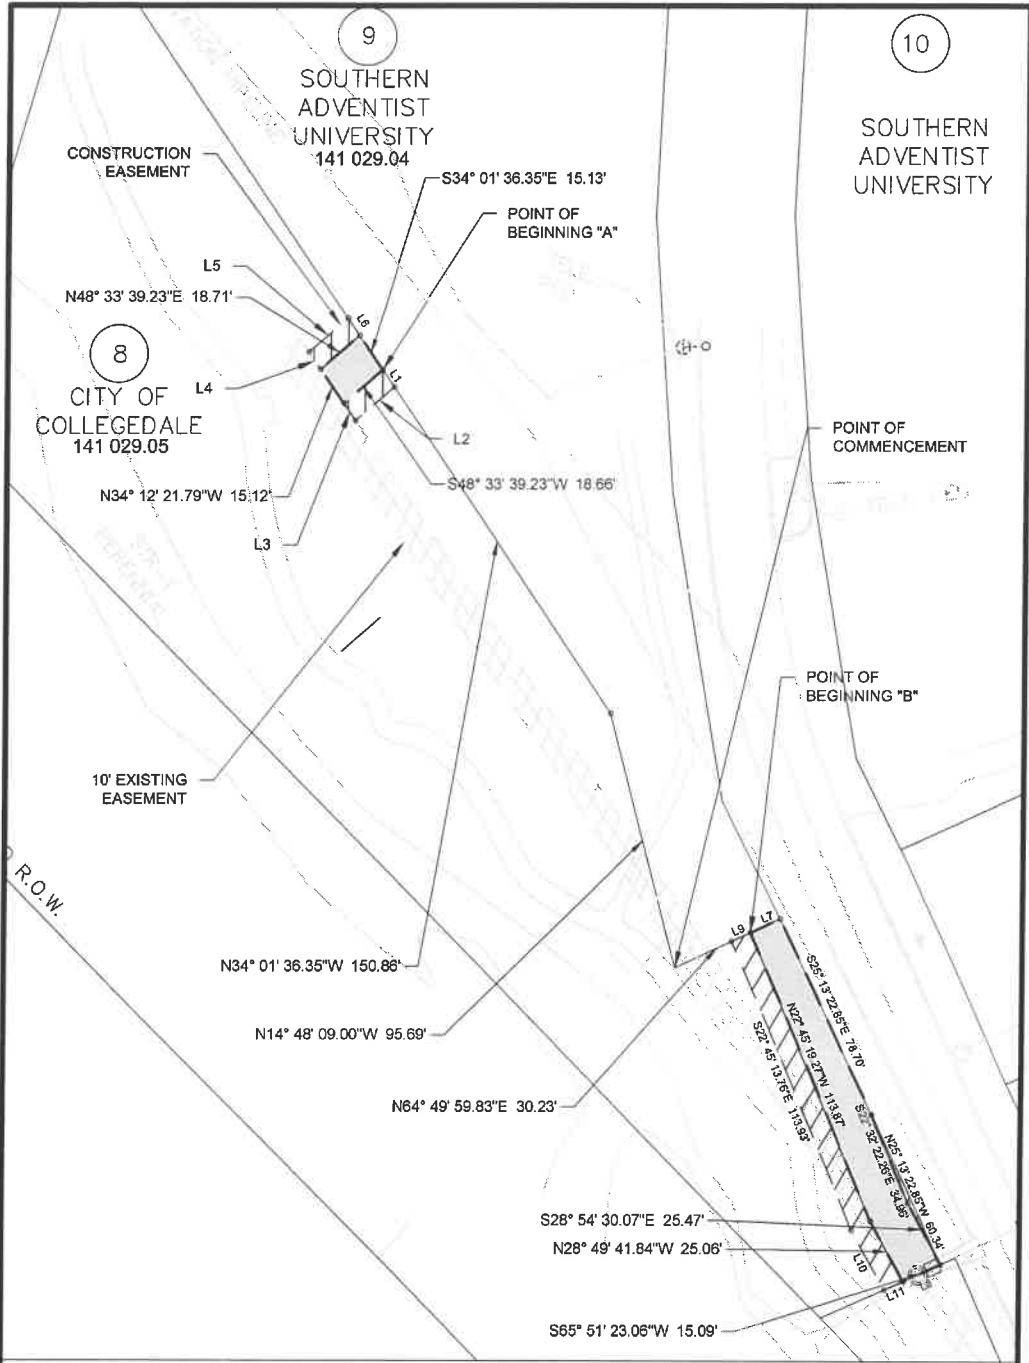 9
SOUTHERN
ADVENTIST
UNIVERSITY
141 029.04
10
SOUTHERN
ADVENTIST
UNIVERSITY
CONSTRUCTION
EASEMENT
S34° 01' 36.35"E 15.13'
POINT OF
BEGINNING "A"
L5
N48° 33' 39.23"E 18.71'
L6
8
CITY OF
COLLEGEDALE
141 029.05
L4
L1
L2
POINT OF
COMMENCEMENT
N34° 12' 21.79"W 15.12'
S48° 33' 39.23"W 18.66'
L3
POINT OF
BEGINNING "B"
10' EXISTING
EASEMENT
R.O.W.
L9
L7
N34° 01' 36.35"W 150.86'
S25° 13' 22.85"E 78.70'
N14° 48' 09.00"W 95.69'
N22° 45' 19.27"W 113.87'
S22° 45' 13.76"E 113.93'
N64° 49' 59.83"E 30.23'
N25° 13' 22.85"W 60.34'
32' 22.26"E 34.96'
S28° 54' 30.07"E 25.47'
N28° 49' 41.84"W 25.06'
L10
L11
S65° 51' 23.06"W 15.09'